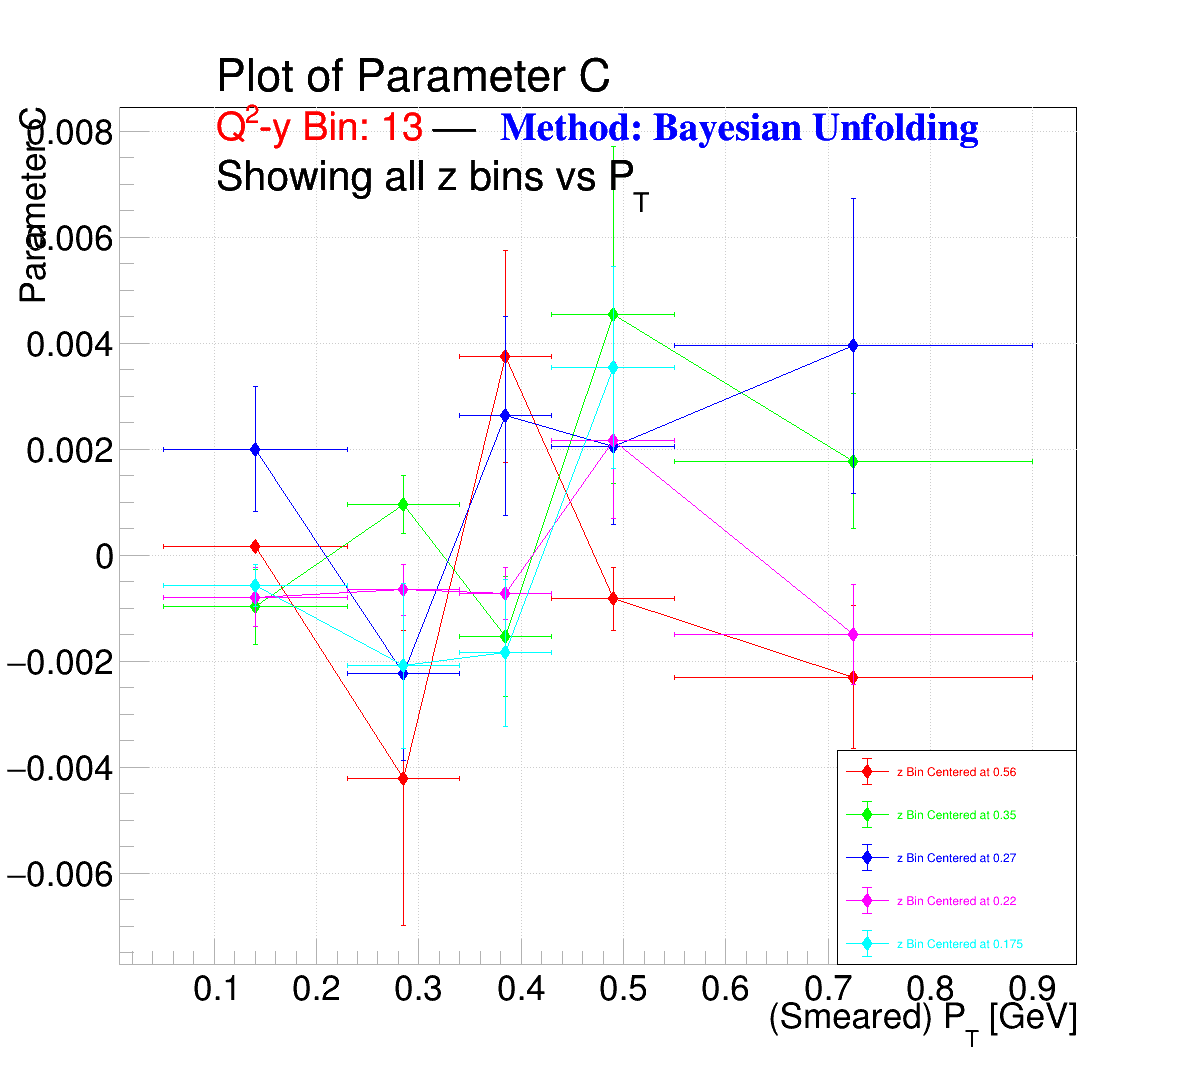 Plot of Parameter C
Q²-y Bin: 13 — Method: Bayesian Unfolding
Showing all z bins vs P_T
Parameter C
0.008
0.006
0.004
0.002
0
−0.002
−0.004
−0.006
z Bin Centered at 0.56
z Bin Centered at 0.35
z Bin Centered at 0.27
z Bin Centered at 0.22
z Bin Centered at 0.175
0.1 0.2 0.3 0.4 0.5 0.6 0.7 0.8 0.9
(Smeared) P_T [GeV]